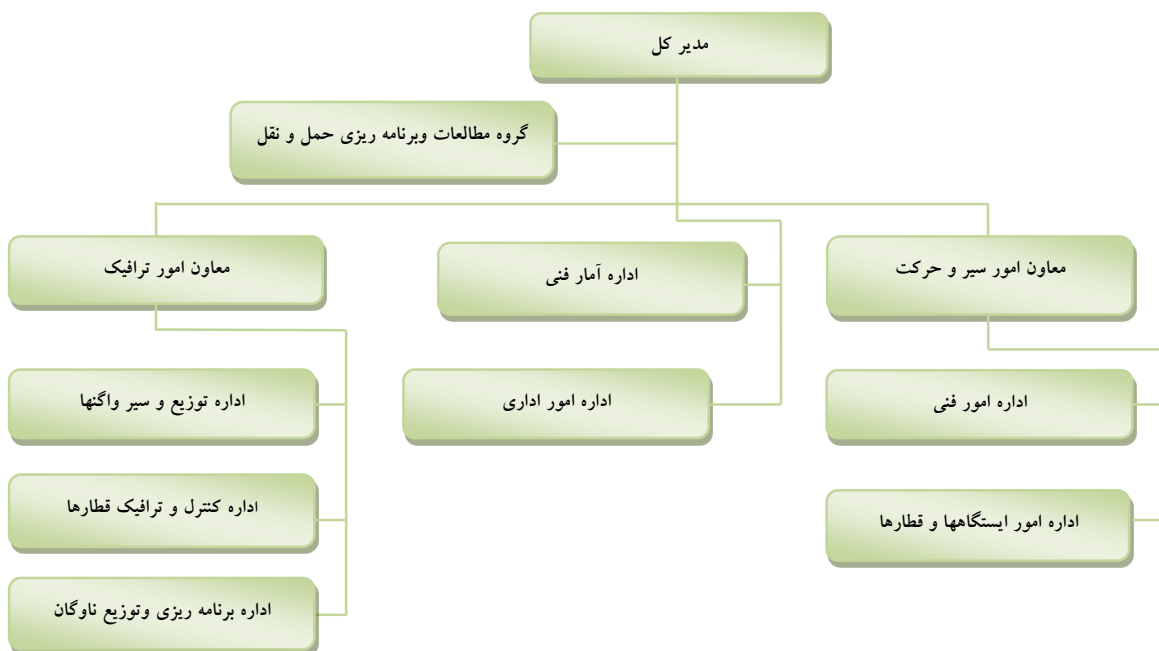 مدیر کل
گروه مطالعات وبرنامه ریزی حمل و نقل
معاون امور سیر و حرکت
اداره آمار فنی
معاون امور ترافیک
اداره امور فنی
اداره امور اداری
اداره توزیع و سیر واگنها
اداره امور ایستگاهها و قطارها
اداره کنترل و ترافیک قطارها
اداره برنامه ریزی وتوزیع ناوگان